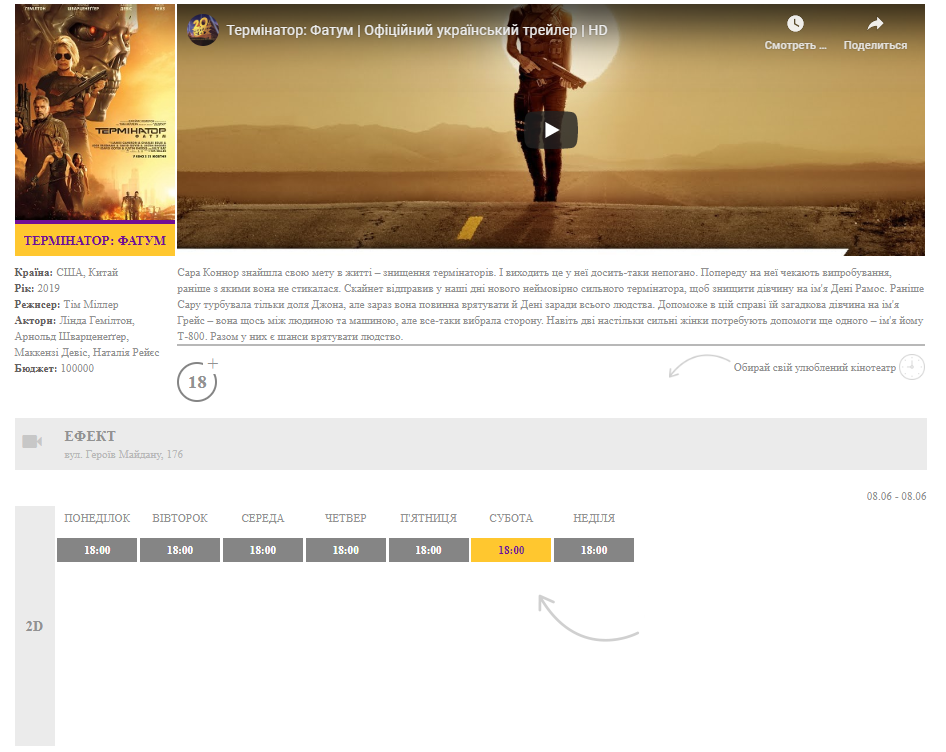 ГЕМІЛТОН ШВАРЦЕНЕҐҐЕР ДЕВІС РЕЙЕС
20
Термінатор: Фатум | Офіційний український трейлер | HD
Смотреть ...
Поделиться
ТЕРМІНАТОР
ФАТУМ
ТЕРМІНАТОР: ФАТУМ
Країна: США, Китай
Рік: 2019
Режисер: Тім Міллер
Актори: Лінда Гемілтон,
Арнольд Шварценеґґер,
Маккензі Девіс, Наталія Рейєс
Бюджет: 100000
Сара Коннор знайшла свою мету в житті – знищення термінаторів. І виходить це у неї досить-таки непогано. Попереду на неї чекають випробування,
раніше з якими вона не стикалася. Скайнет відправив у наші дні нового неймовірно сильного термінатора, щоб знищити дівчину на ім'я Дені Рамос. Раніше
Сару турбувала тільки доля Джона, але зараз вона повинна врятувати й Дені заради всього людства. Допоможе в цій справі їй загадкова дівчина на ім'я
Грейс – вона щось між людиною та машиною, але все-таки вибрала сторону. Навіть дві настільки сильні жінки потребують допомоги ще одного – ім'я йому
Т-800. Разом у них є шанси врятувати людство.
18+
Обирай свій улюблений кінотеатр
ЕФЕКТ
вул. Героїв Майдану, 176
08.06 - 08.06
ПОНЕДІЛОК ВІВТОРОК СЕРЕДА ЧЕТВЕР П'ЯТНИЦЯ СУБОТА НЕДІЛЯ
18:00 18:00 18:00 18:00 18:00 18:00 18:00
2D